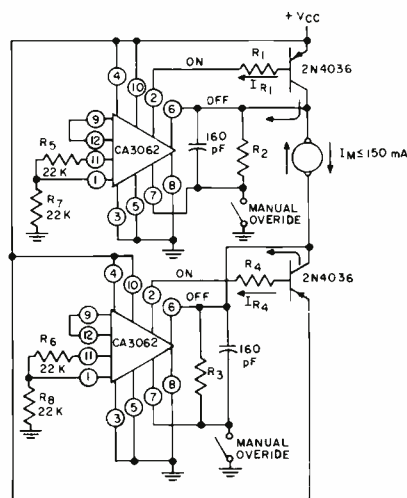 + VCC
ON
R1
2N4036
IR1
OFF
4
10
2
6
9
12
11
1
CA3062
3
5
7
8
R5
22 K
R7
22 K
160
pF
R2
MANUAL
OVERIDE
IM≤150 mA
ON
R4
2N4036
IR4
OFF
4
10
2
6
9
12
11
1
CA3062
3
5
7
8
R6
22 K
R8
22 K
R3
160
pF
MANUAL
OVERIDE